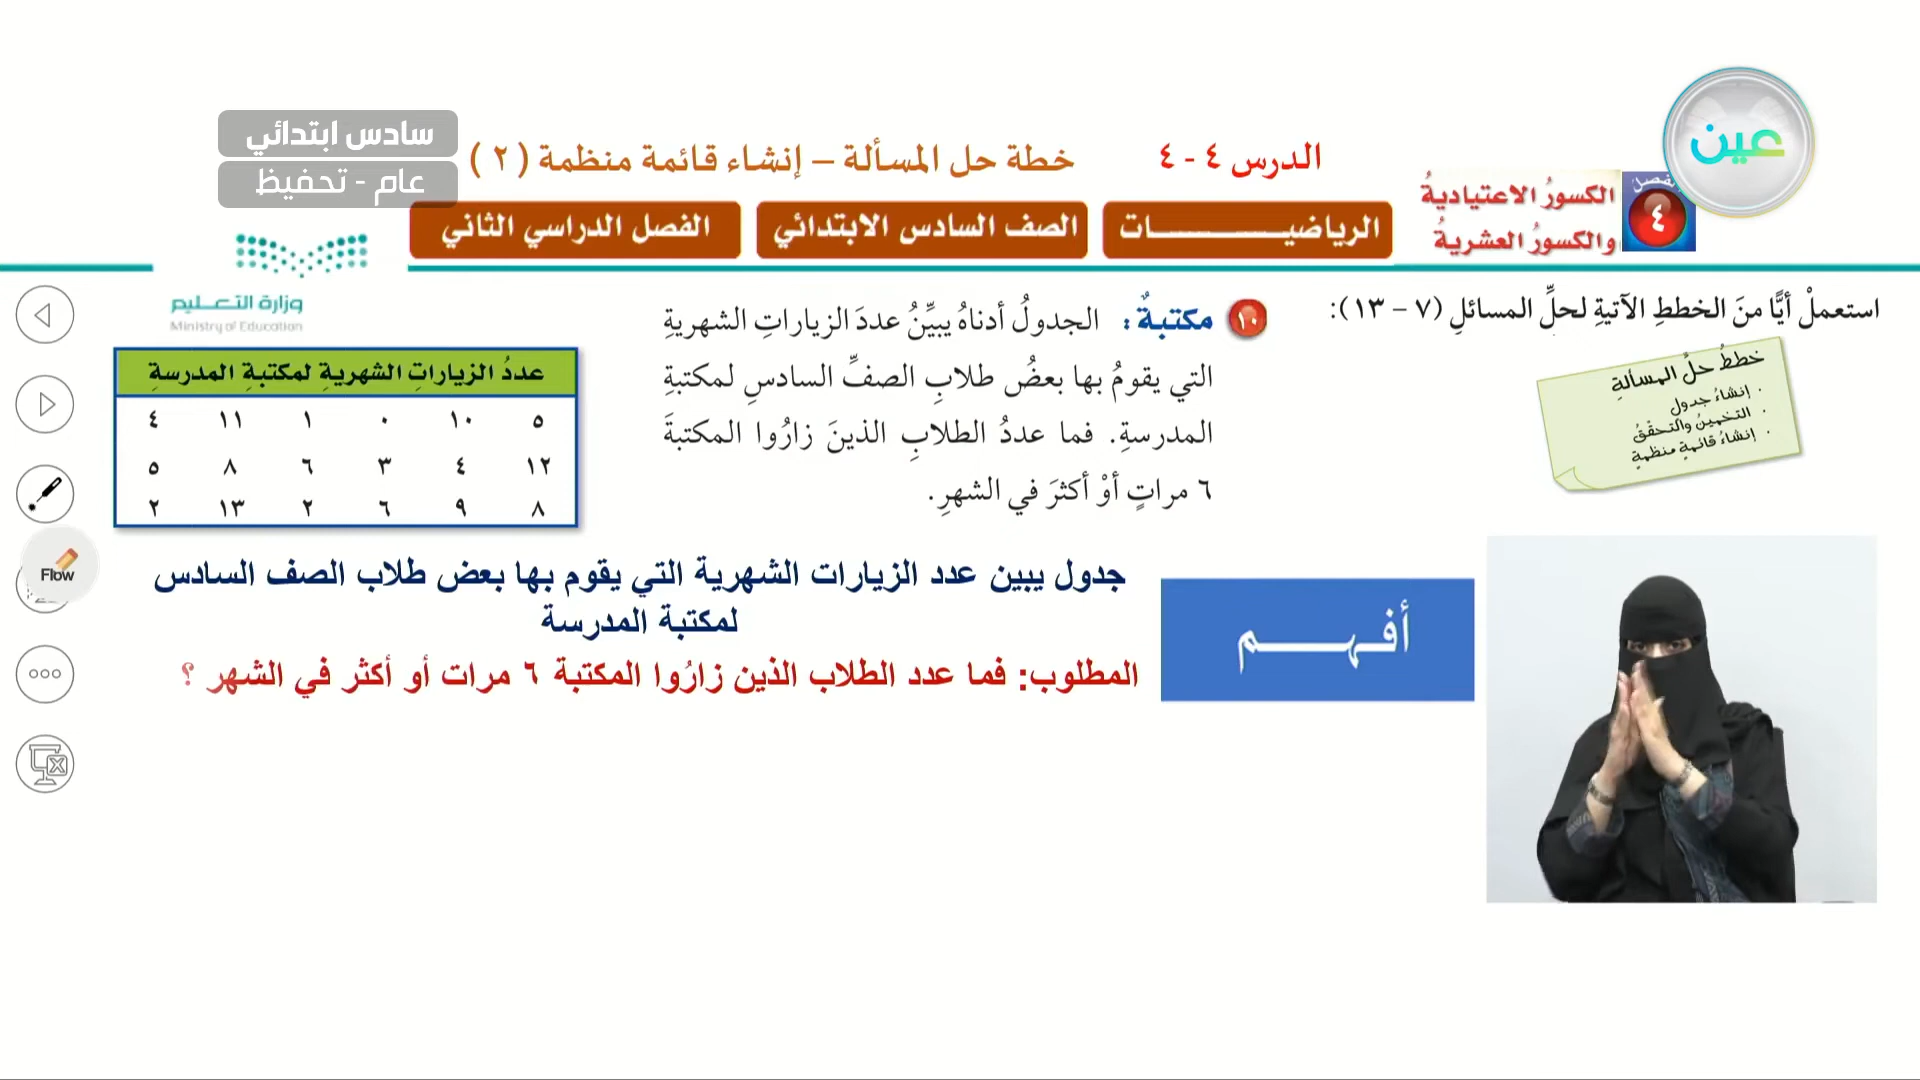 عين
سادس ابتدائي
عام - تحفيظ
الدرس ٤ - ٤
خطة حل المسألة – إنشاء قائمة منظمة ( ٢ )
الفصل
٤
الكسورُ الاعتياديةُ
والكسورُ العشريةُ
الرياضيـــــــــــــات
الصف السادس الابتدائي
الفصل الدراسي الثاني
وزارة التعـــليم
Ministry of Education
استعملْ أيًّا منَ الخططِ الآتيةِ لحلِّ المسائلِ (٧ – ١٣):
خططُ حلِّ المسألةِ
· إنشاءُ جدول
· التخمينُ والتحقّقُ
· إنشاءُ قائمةٍ منظمةٍ
١٠ مكتبةٌ: الجدولُ أدناهُ يبيِّنُ عددَ الزياراتِ الشهريةِ
التي يقومُ بها بعضُ طلابِ الصفِّ السادسِ لمكتبةِ
المدرسةِ. فما عددُ الطلابِ الذينَ زارُوا المكتبةَ
٦ مراتٍ أوْ أكثرَ في الشهرِ.
عددُ الزياراتِ الشهريةِ لمكتبةِ المدرسةِ
٥ ١٠ ٠ ١ ١١ ٤
١٢ ٤ ٣ ٦ ٨ ٥
٨ ٩ ٦ ٢ ١٣ ٢
Flow
أفهـــــــــم
جدول يبين عدد الزيارات الشهرية التي يقوم بها بعض طلاب الصف السادس
لمكتبة المدرسة
المطلوب: فما عدد الطلاب الذين زارُوا المكتبة ٦ مرات أو أكثر في الشهر ؟